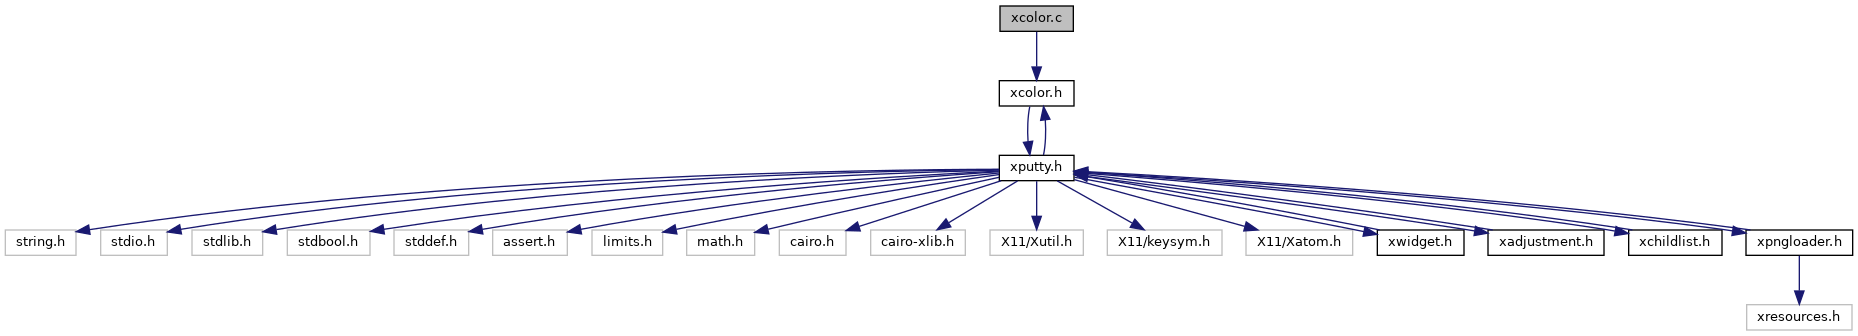 xcolor.c
xcolor.h
xputty.h
string.h
stdio.h
stdlib.h
stdbool.h
stddef.h
assert.h
limits.h
math.h
cairo.h
cairo-xlib.h
X11/Xutil.h
X11/keysym.h
X11/Xatom.h
xwidget.h
xadjustment.h
xchildlist.h
xpngloader.h
xresources.h